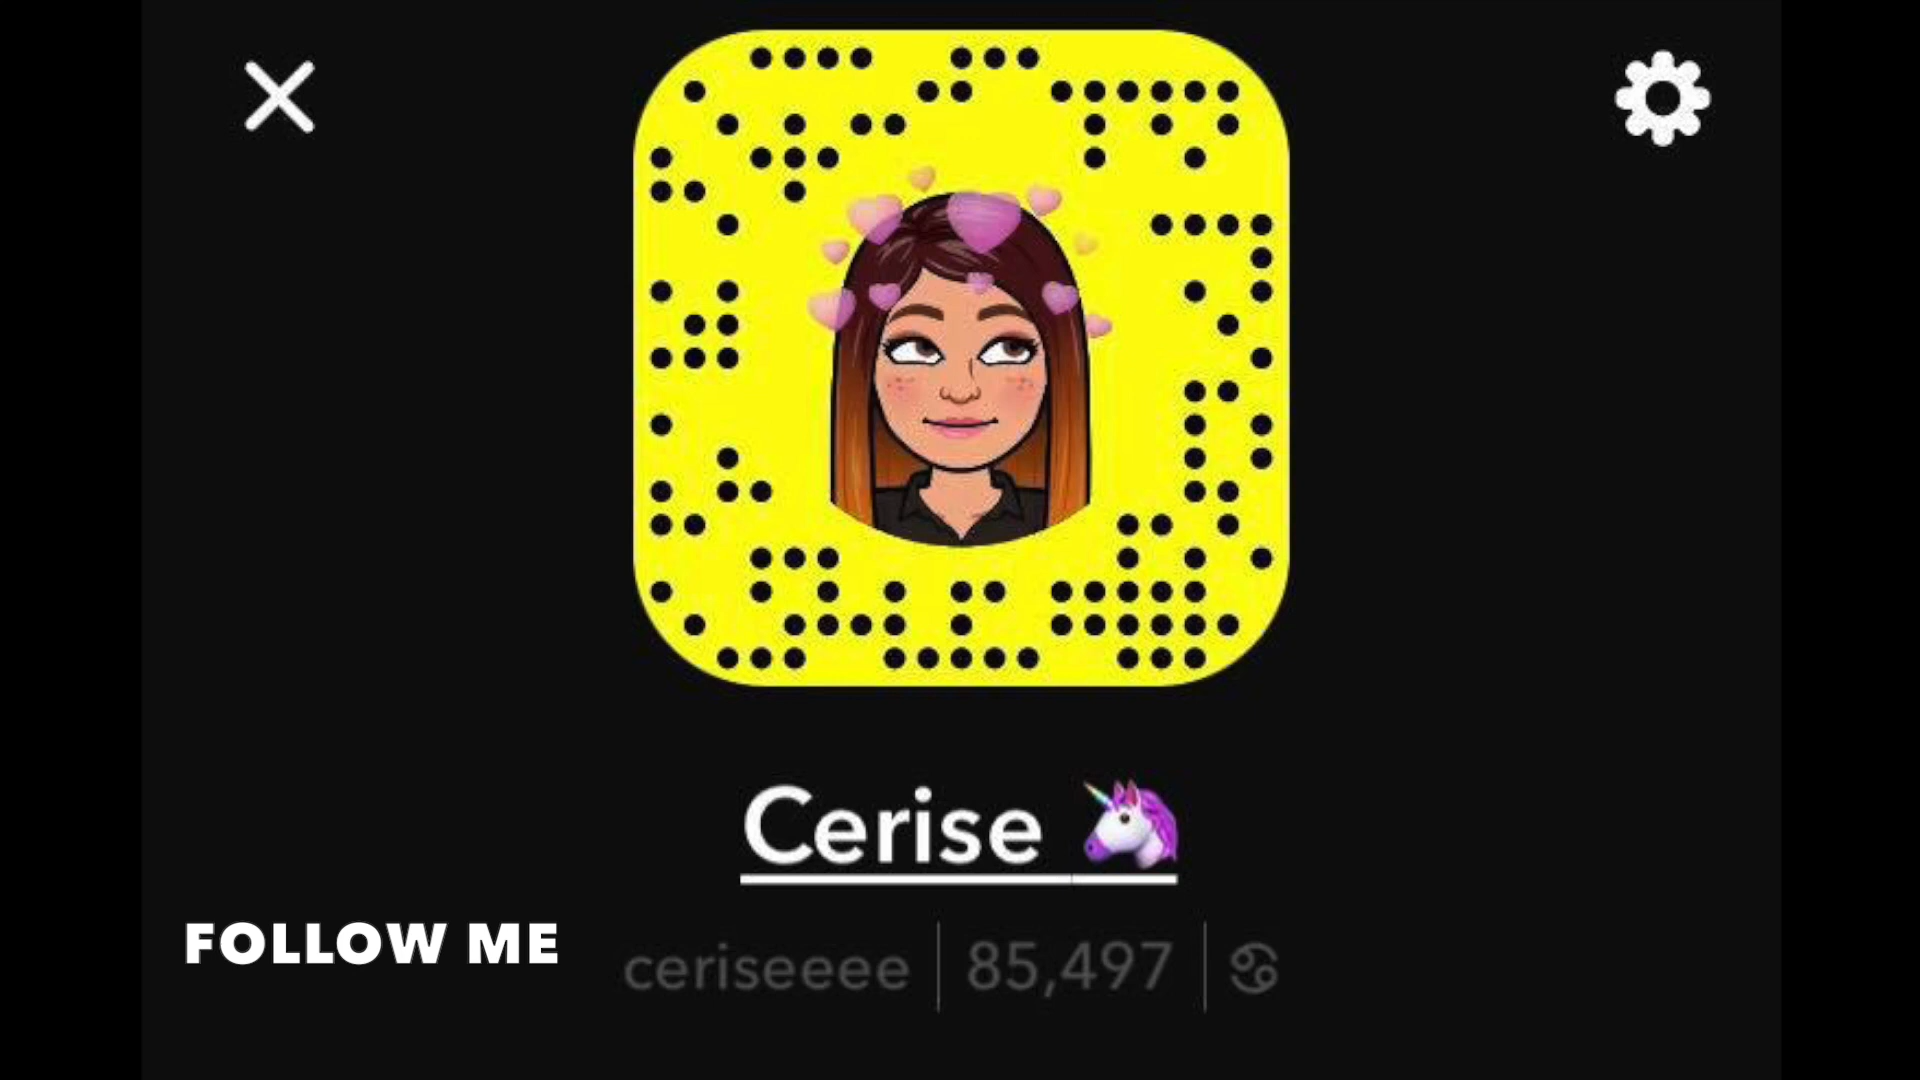 Cerise 🦄
FOLLOW ME
ceriseeee | 85,497 | ♋